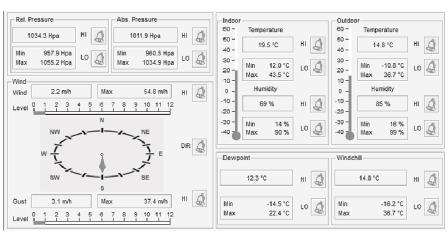 Rel. Pressure
1034.3 Hpa
HI
Min 957.9 Hpa
Max 1055.2 Hpa
LO
Abs. Pressure
1011.9 Hpa
HI
Min 960.5 Hpa
Max 1034.9 Hpa
LO
Wind
Wind 2.2 m/h
Max 54.8 m/h
HI
Level 0 1 2 3 4 5 6 7 8 9 10 11 12
N
NW NE
W E
DIR
SW SE
S
Gust 3.1 m/h
Max 37.4 m/h
HI
Level 0 1 2 3 4 5 6 7 8 9 10 11 12
Indoor
60 50 40 30 20 10 0 -10 -20 -30 -40
Temperature
19.5 °C
HI
Min 12.0 °C
Max 43.5 °C
LO
Humidity
69 %
HI
Min 14 %
Max 90 %
LO
Outdoor
60 50 40 30 20 10 0 -10 -20 -30 -40
Temperature
14.8 °C
HI
Min -10.8 °C
Max 36.7 °C
LO
Humidity
85 %
HI
Min 16 %
Max 99 %
LO
Dewpoint
12.3 °C
HI
Min -14.5 °C
Max 22.4 °C
LO
Windchill
14.8 °C
HI
Min -16.2 °C
Max 36.7 °C
LO